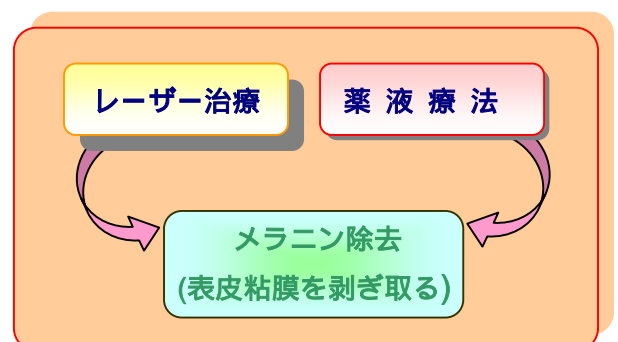 レーザー治療
薬液療法
メラニン除去
(表皮粘膜を剥ぎ取る)